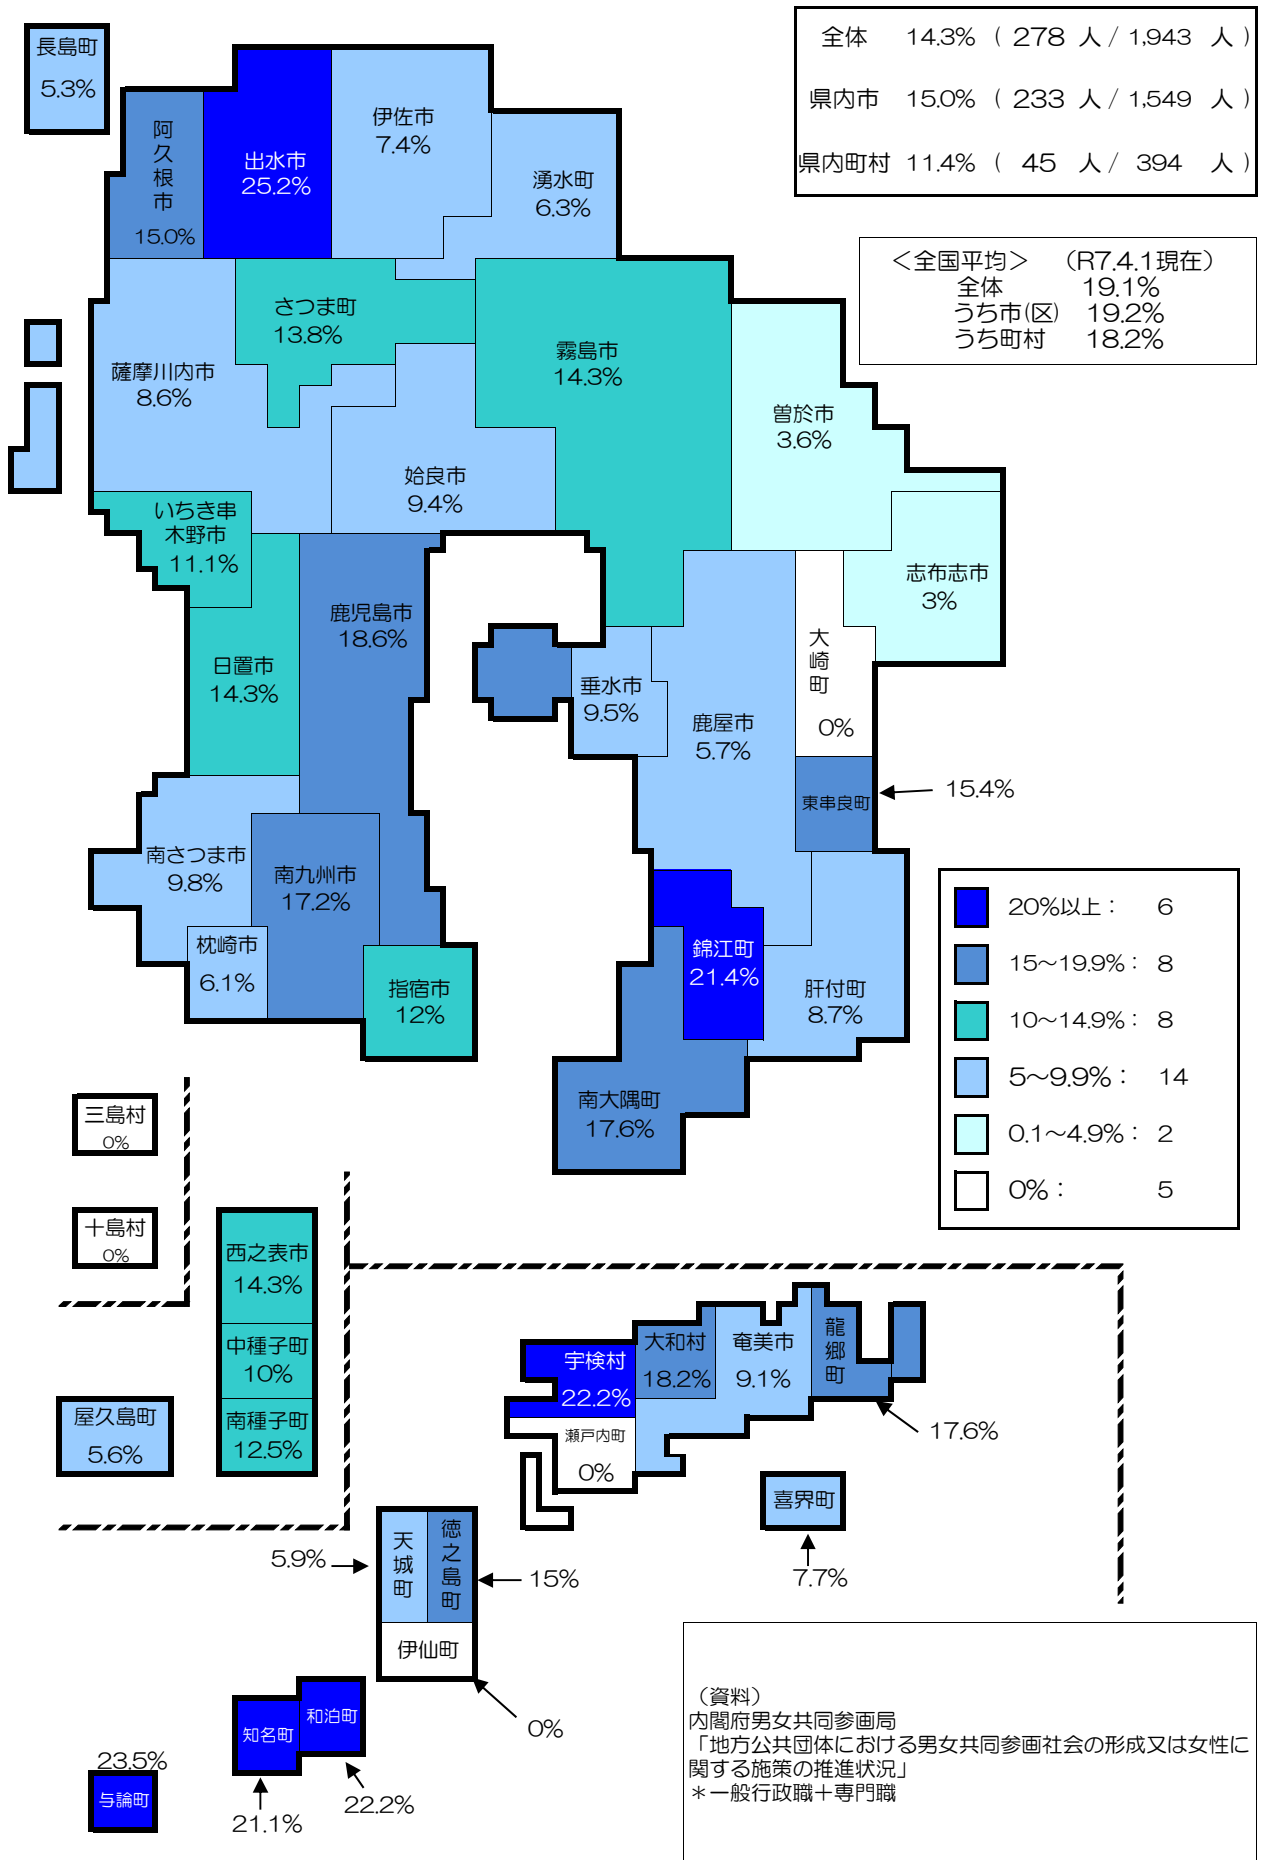 長島町
5.3%
全体 14.3% ( 278 人 / 1,943 人 )
県内市 15.0% ( 233 人 / 1,549 人 )
県内町村 11.4% ( 45 人 / 394 人 )
<全国平均> (R7.4.1現在)
全体 19.1%
うち市(区) 19.2%
うち町村 18.2%
阿久根市
15.0%
出水市
25.2%
伊佐市
7.4%
湧水町
6.3%
さつま町
13.8%
薩摩川内市
8.6%
霧島市
14.3%
曽於市
3.6%
姶良市
9.4%
いちき串
木野市
11.1%
志布志市
3%
鹿児島市
18.6%
日置市
14.3%
垂水市
9.5%
鹿屋市
5.7%
大崎町
0%
東串良町
15.4%
南さつま市
9.8%
南九州市
17.2%
枕崎市
6.1%
指宿市
12%
錦江町
21.4%
肝付町
8.7%
南大隅町
17.6%
20%以上: 6
15~19.9%: 8
10~14.9%: 8
5~9.9%: 14
0.1~4.9%: 2
0%: 5
三島村
0%
十島村
0%
西之表市
14.3%
中種子町
10%
南種子町
12.5%
屋久島町
5.6%
宇検村
22.2%
大和村
18.2%
奄美市
9.1%
龍郷町
17.6%
瀬戸内町
0%
喜界町
7.7%
天城町
5.9%
徳之島町
15%
伊仙町
0%
和泊町
22.2%
知名町
21.1%
23.5%
与論町
(資料)
内閣府男女共同参画局
「地方公共団体における男女共同参画社会の形成又は女性に
関する施策の推進状況」
*一般行政職+専門職